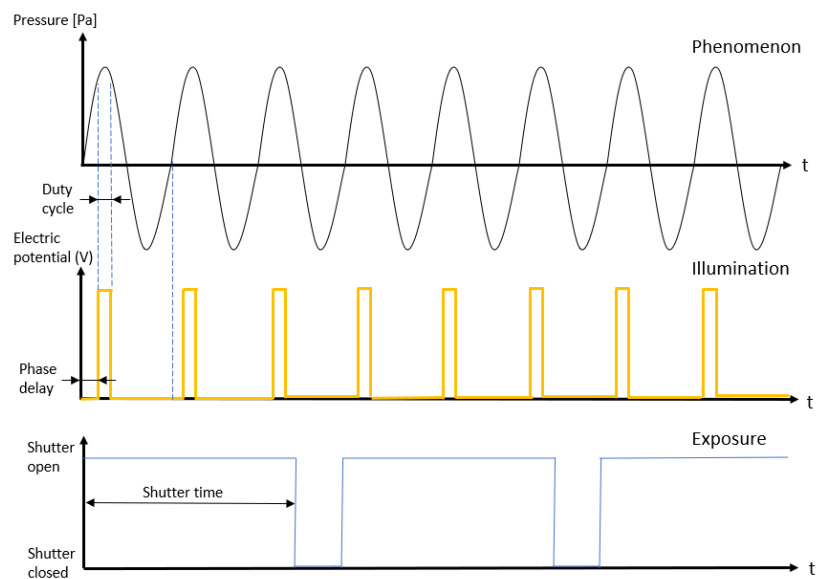 Pressure [Pa]
Phenomenon
t
Duty
cycle
Electric
potential (V)
Illumination
Phase
delay
t
Exposure
Shutter
open
Shutter time
Shutter
closed
t